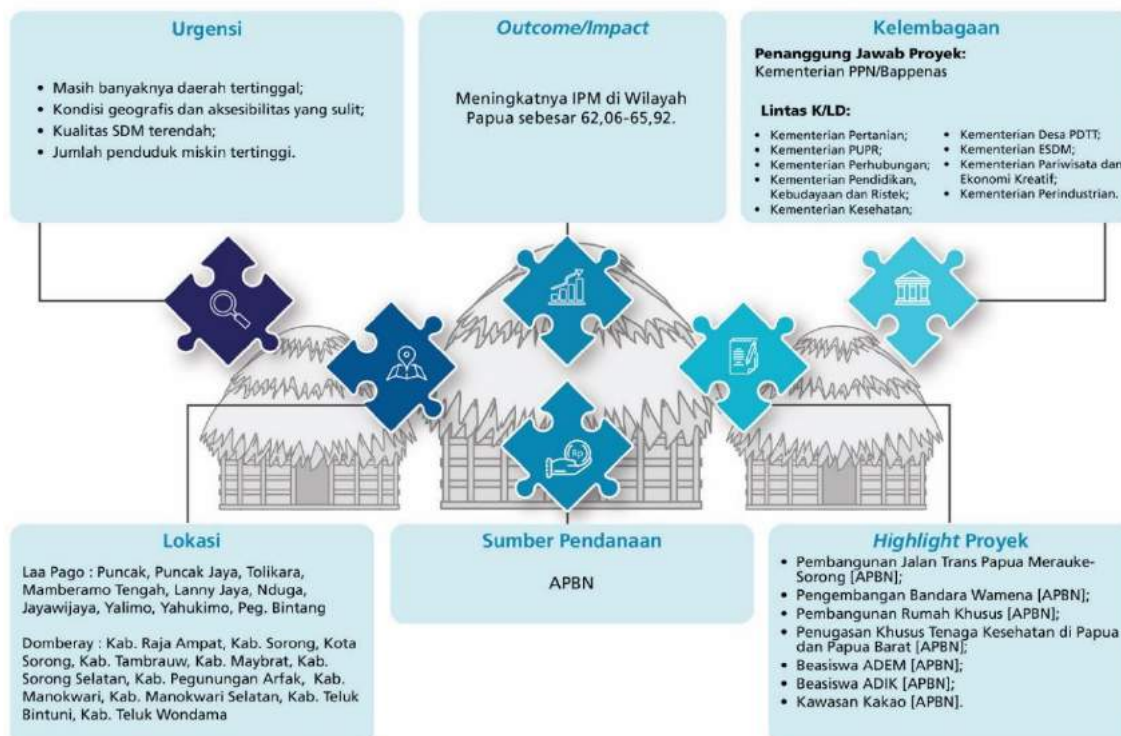 Urgensi
• Masih banyaknya daerah tertinggal;
• Kondisi geografis dan aksesibilitas yang sulit;
• Kualitas SDM terendah;
• Jumlah penduduk miskin tertinggi.
Outcome/Impact
Meningkatnya IPM di Wilayah
Papua sebesar 62,06-65,92.
Kelembagaan
Penanggung Jawab Proyek:
Kementerian PPN/Bappenas
Lintas K/LD:
• Kementerian Pertanian;
• Kementerian PUPR;
• Kementerian Perhubungan;
• Kementerian Pendidikan,
Kebudayaan dan Ristek;
• Kementerian Kesehatan;
• Kementerian Desa PDTT;
• Kementerian ESDM;
• Kementerian Pariwisata dan
Ekonomi Kreatif;
• Kementerian Perindustrian.
Rp
Lokasi
Laa Pago : Puncak, Puncak Jaya, Tolikara,
Mamberamo Tengah, Lanny Jaya, Nduga,
Jayawijaya, Yalimo, Yahukimo, Peg. Bintang
Domberay : Kab. Raja Ampat, Kab. Sorong, Kota
Sorong, Kab. Tambrauw, Kab. Maybrat, Kab.
Sorong Selatan, Kab. Pegunungan Arfak, Kab.
Manokwari, Kab. Manokwari Selatan, Kab. Teluk
Bintuni, Kab. Teluk Wondama
Sumber Pendanaan
APBN
Highlight Proyek
• Pembangunan Jalan Trans Papua Merauke-
Sorong [APBN];
• Pengembangan Bandara Wamena [APBN];
• Pembangunan Rumah Khusus [APBN];
• Penugasan Khusus Tenaga Kesehatan di Papua
dan Papua Barat [APBN];
• Beasiswa ADEM [APBN];
• Beasiswa ADIK [APBN];
• Kawasan Kakao [APBN].